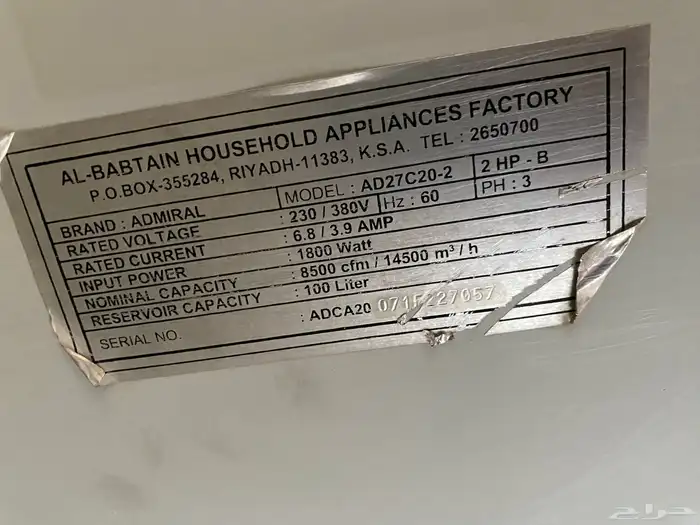 AL-BABTAIN HOUSEHOLD APPLIANCES FACTORY
P.O.BOX-355284, RIYADH-11383, K.S.A. TEL : 2650700
BRAND : ADMIRAL MODEL : AD27C20-2 2 HP - B
RATED VOLTAGE : 230 / 380V Hz : 60 PH : 3
RATED CURRENT : 6.8 / 3.9 AMP
INPUT POWER : 1800 Watt
NOMINAL CAPACITY : 8500 cfm / 14500 m³ / h
RESERVOIR CAPACITY : 100 Liter
SERIAL NO. : ADCA20
حراج